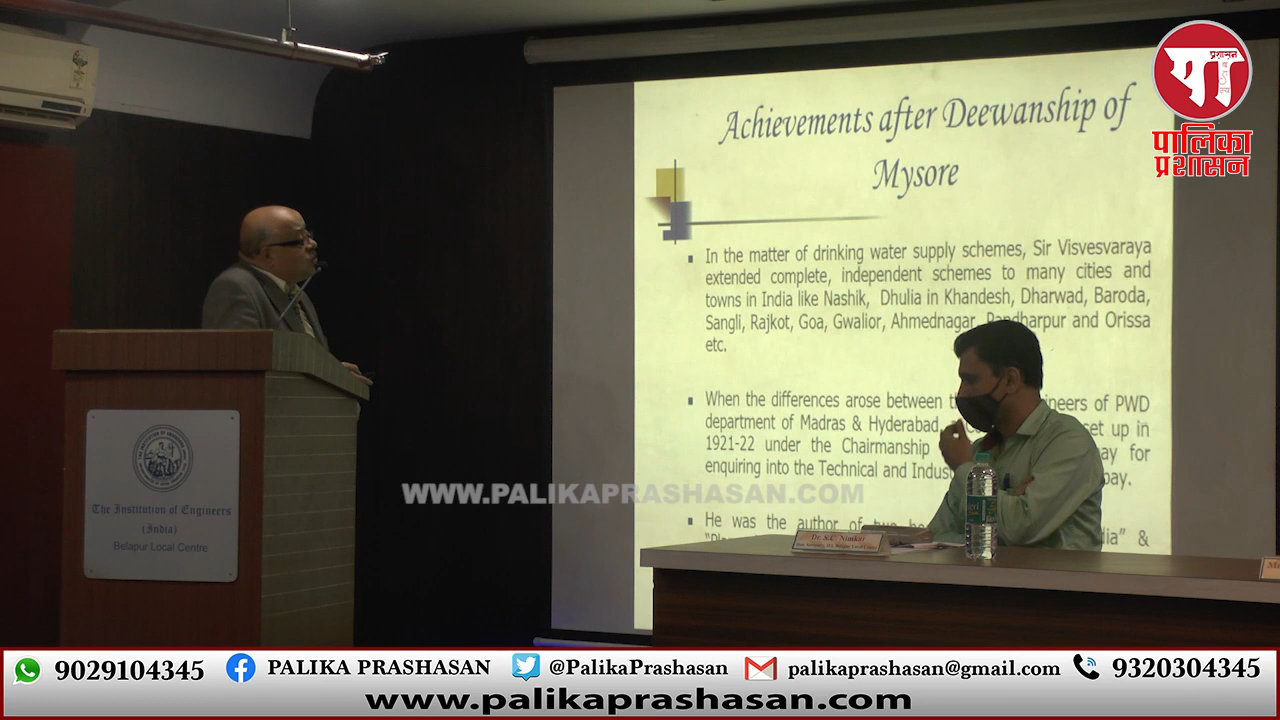 प्रशासन
पा
पालिका
प्रशासन
Achievements after Deewanship of
Mysore
In the matter of drinking water supply schemes, Sir Visvesvaraya
extended complete, independent schemes to many cities and
towns in India like Nashik, Dhulia in Khandesh, Dharwad, Baroda,
Sangli, Rajkot, Goa, Gwalior, Ahmednagar, Pandharpur and Orissa
etc.
When the differences arose between of PWD
department of Madras & Hyderabad, set up in
1921-22 under the Chairmanship for
enquiring into the Technical and
He was the author of two &
The Institution of Engineers
(India)
Belapur Local Centre
WWW.PALIKAPRASHASAN.COM
Dr. S.C. Nimkar
9029104345 PALIKA PRASHASAN @PalikaPrashasan palikaprashasan@gmail.com 9320304345
www.palikaprashasan.com